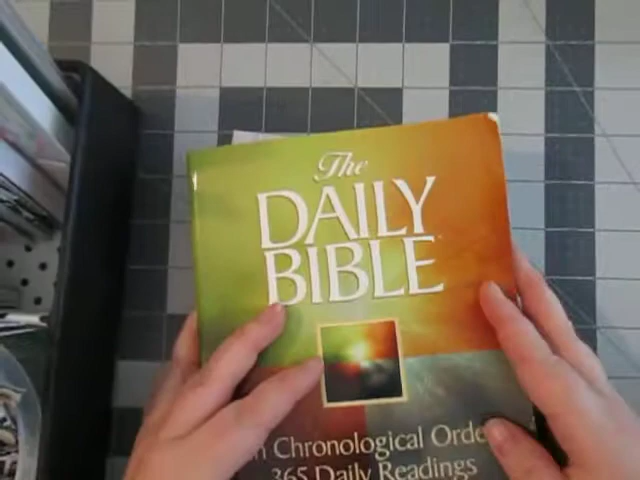 The
DAILY
BIBLE
n Chronological Orde
365 Daily Readings